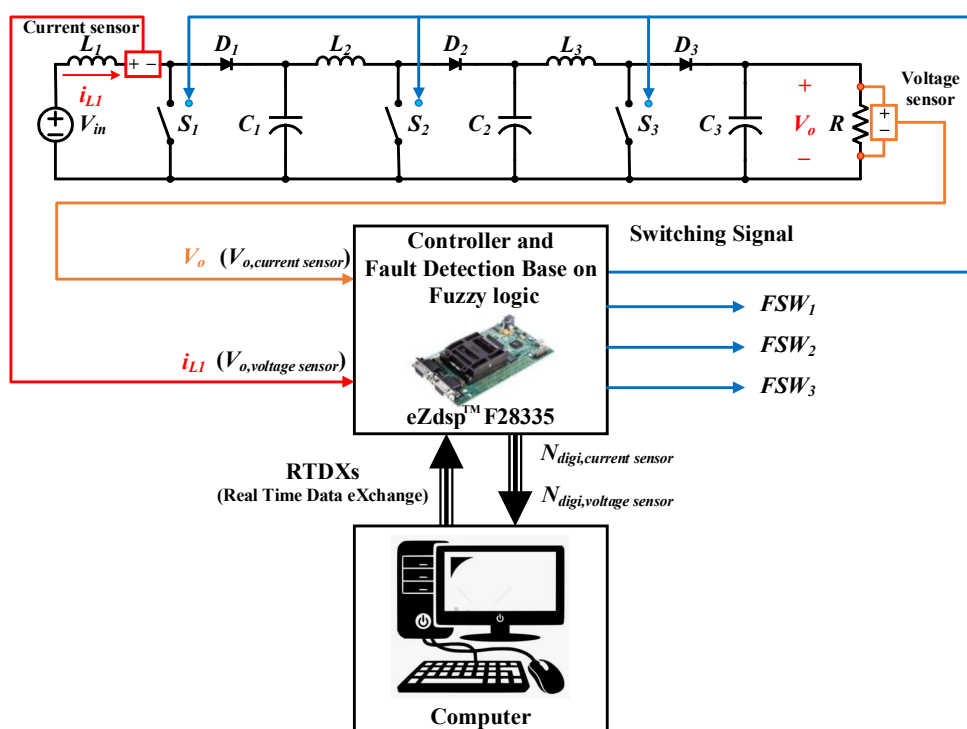 Current sensor
L1
D1
L2
D2
L3
D3
Voltage
sensor
+ −
iL1
+
Vin
S1
C1
S2
C2
S3
C3
Vo
R
+
−
−
Switching Signal
Controller and
Fault Detection Base on
Fuzzy logic
Vo (Vo,current sensor)
FSW1
FSW2
iL1 (Vo,voltage sensor)
FSW3
eZdsp™ F28335
Ndigi,current sensor
RTDXs
(Real Time Data eXchange)
Ndigi,voltage sensor
Computer